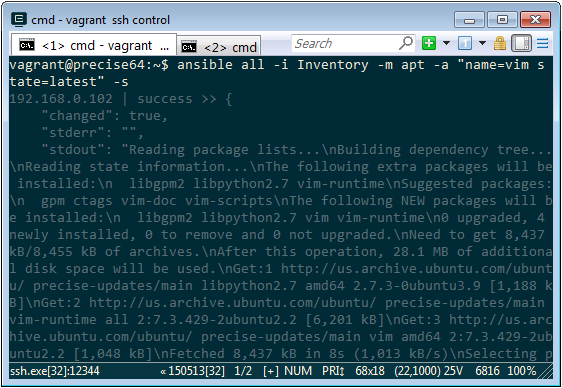 cmd - vagrant  ssh control
<1> cmd - vagrant ...
<2> cmd
Search
vagrant@precise64:~$ ansible all -i Inventory -m apt -a "name=vim s
tate=latest" -s
192.168.0.102 | success >> {
    "changed": true,
    "stderr": "",
    "stdout": "Reading package lists...\nBuilding dependency tree...
\nReading state information...\nThe following extra packages will be
 installed:\n  libgpm2 libpython2.7 vim-runtime\nSuggested packages:
\n  gpm ctags vim-doc vim-scripts\nThe following NEW packages will b
e installed:\n  libgpm2 libpython2.7 vim vim-runtime\n0 upgraded, 4
newly installed, 0 to remove and 0 not upgraded.\nNeed to get 8,437
kB/8,455 kB of archives.\nAfter this operation, 28.1 MB of additiona
l disk space will be used.\nGet:1 http://us.archive.ubuntu.com/ubunt
u/ precise-updates/main libpython2.7 amd64 2.7.3-0ubuntu3.9 [1,188 k
B]\nGet:2 http://us.archive.ubuntu.com/ubuntu/ precise-updates/main
vim-runtime all 2:7.3.429-2ubuntu2.2 [6,201 kB]\nGet:3 http://us.arc
hive.ubuntu.com/ubuntu/ precise-updates/main vim amd64 2:7.3.429-2ub
untu2.2 [1,048 kB]\nFetched 8,437 kB in 8s (1,013 kB/s)\nSelecting p
ssh.exe[32]:12344 «150513[32] 1/2 [+] NUM PRI‡ 68x18 (22,1000) 25V 6816 100%